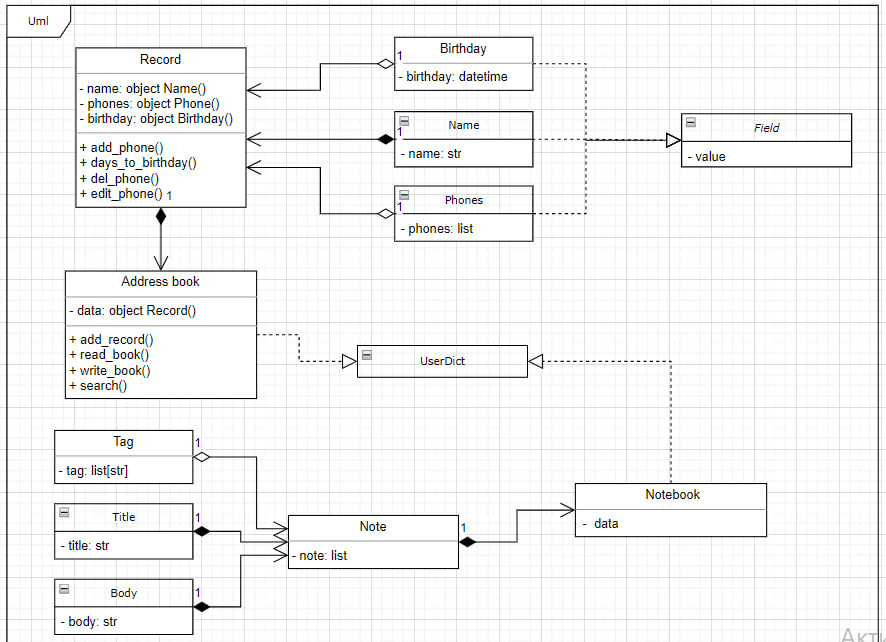 Uml
Record
- name: object Name()
- phones: object Phone()
- birthday: object Birthday()
+ add_phone()
+ days_to_birthday()
+ del_phone()
+ edit_phone()
1
Birthday
1
- birthday: datetime
Name
1
- name: str
Phones
1
- phones: list
Field
- value
Address book
- data: object Record()
+ add_record()
+ read_book()
+ write_book()
+ search()
UserDict
Tag
1
- tag: list[str]
Title
1
- title: str
Body
1
- body: str
Note
1
- note: list
Notebook
- data